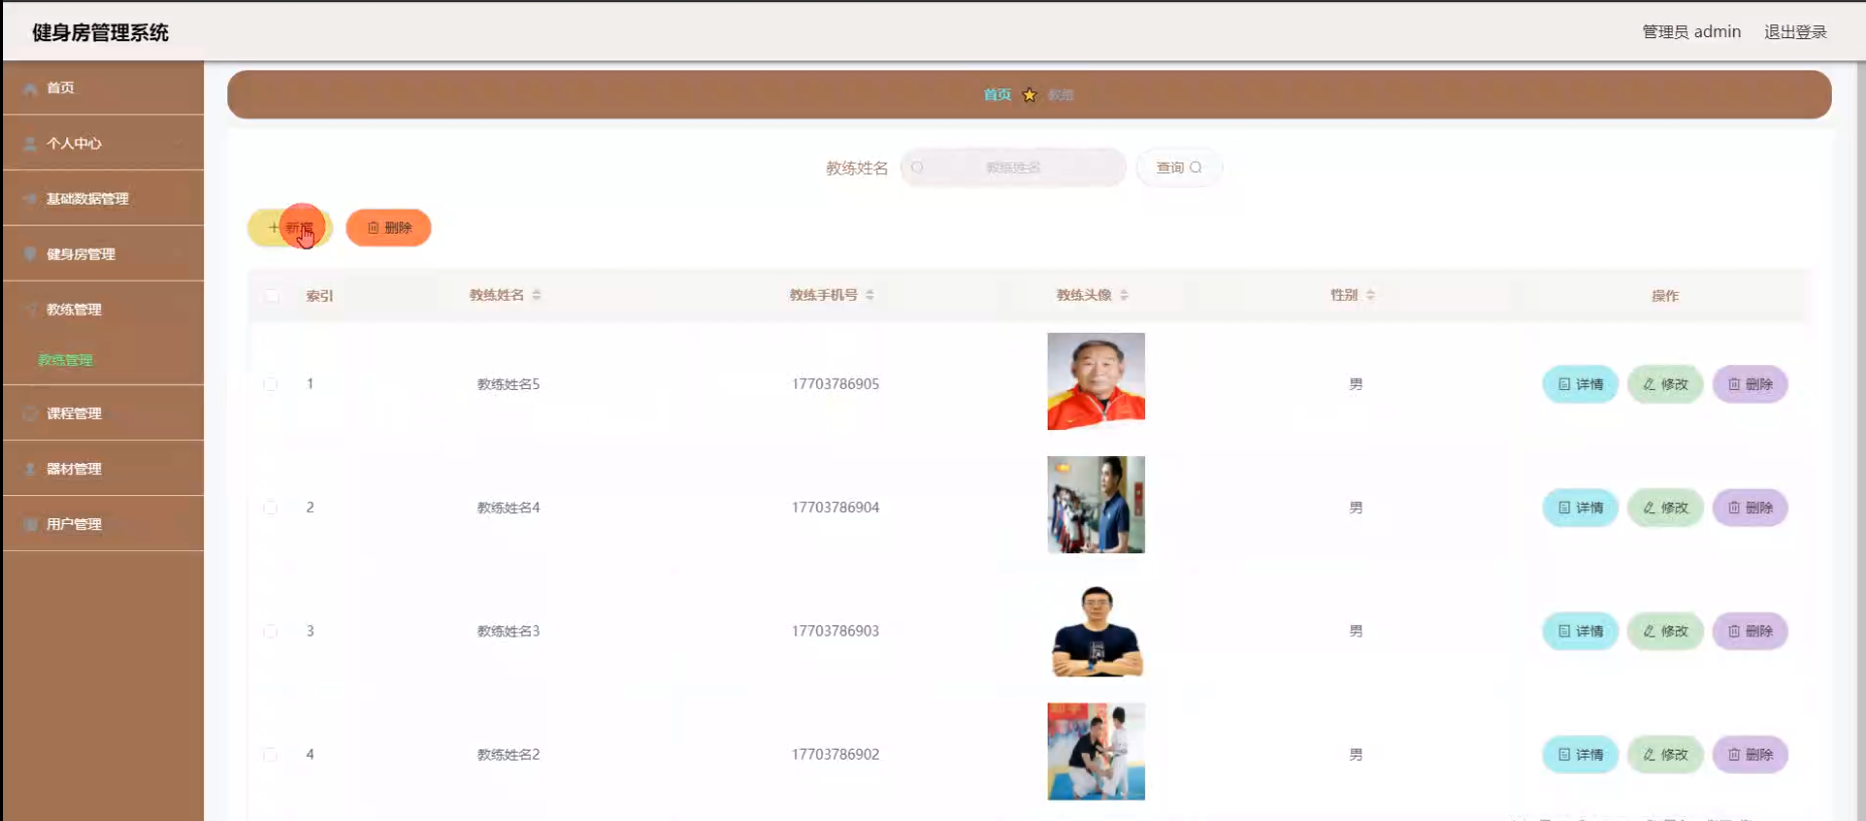 健身房管理系统
管理员 admin 退出登录
首页
个人中心
基础数据管理
健身房管理
教练管理
教练管理
课程管理
器材管理
用户管理
首页 教练
教练姓名 教练姓名 查询
新增 删除
索引 教练姓名 教练手机号 教练头像 性别 操作
1 教练姓名5 17703786905 男 详情 修改 删除
2 教练姓名4 17703786904 男 详情 修改 删除
3 教练姓名3 17703786903 男 详情 修改 删除
4 教练姓名2 17703786902 男 详情 修改 删除